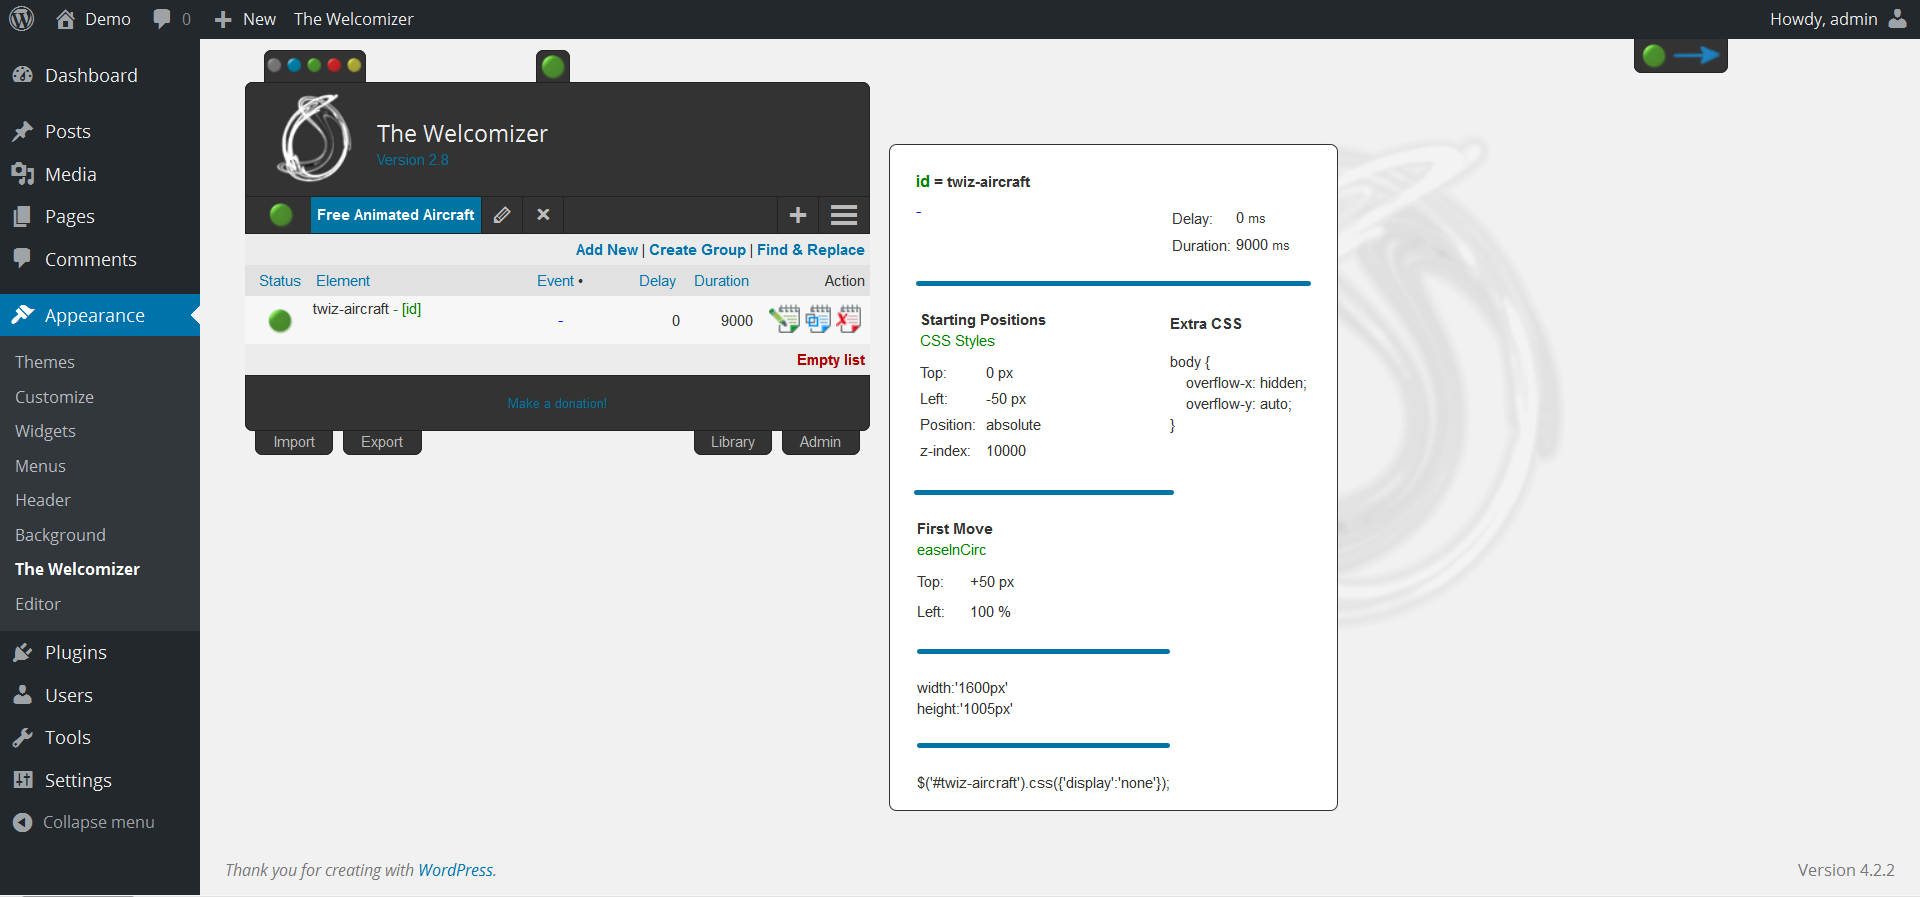 Demo
0
New
The Welcomizer
Howdy, admin
Dashboard
Posts
Media
Pages
Comments
Appearance
Themes
Customize
Widgets
Menus
Header
Background
The Welcomizer
Editor
Plugins
Users
Tools
Settings
Collapse menu
The Welcomizer
Version 2.8
Free Animated Aircraft
Add New | Create Group | Find & Replace
Status Element Event • Delay Duration Action
twiz-aircraft - [id]
- 0 9000
Empty list
Make a donation!
Import Export Library Admin
id = twiz-aircraft
-
Delay: 0 ms
Duration: 9000 ms
Starting Positions
CSS Styles
Top: 0 px
Left: -50 px
Position: absolute
z-index: 10000
Extra CSS
body {
overflow-x: hidden;
overflow-y: auto;
}
First Move
easeInCirc
Top: +50 px
Left: 100 %
width:'1600px'
height:'1005px'
$('#twiz-aircraft').css({'display':'none'});
Thank you for creating with WordPress.
Version 4.2.2